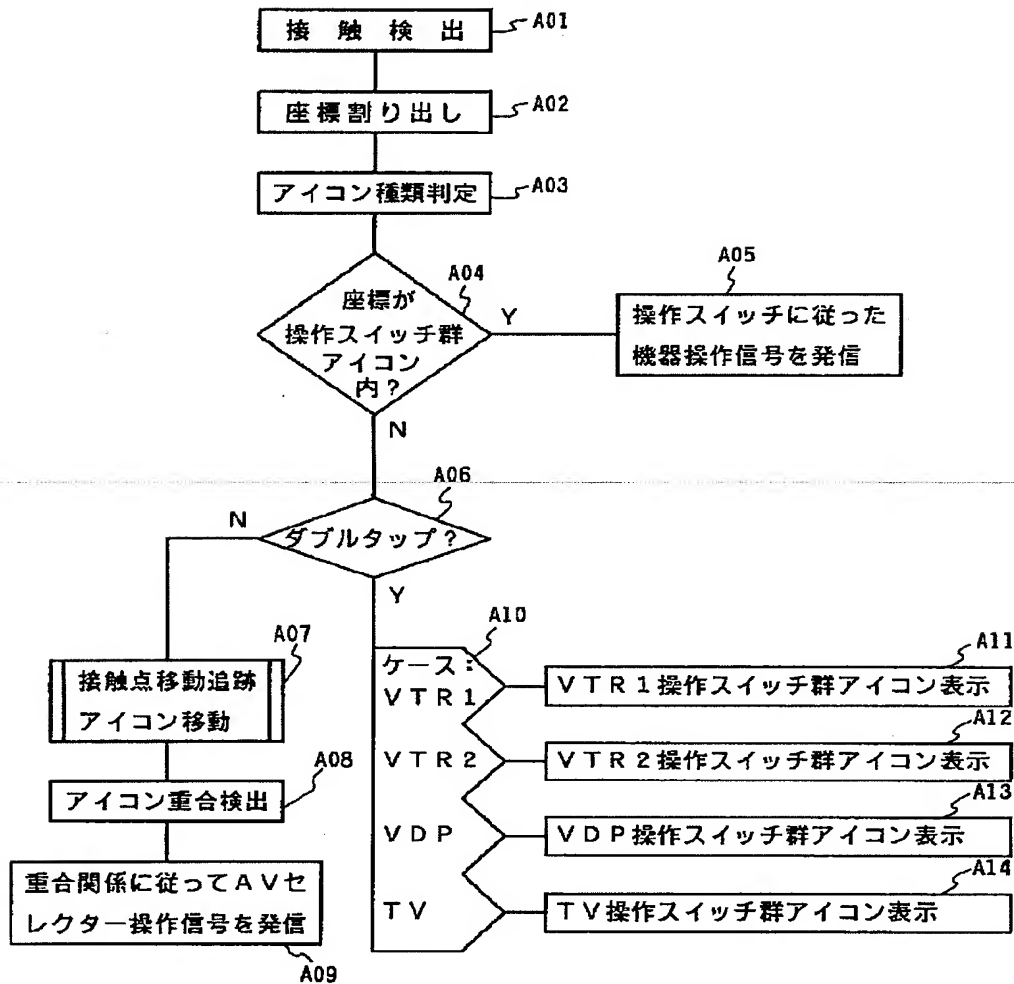 接触検出
A01
座標割り出し
A02
アイコン種類判定
A03
座標が
操作スイッチ群
アイコン
内?
A04
Y
A05
操作スイッチに従った
機器操作信号を発信
N
A06
ダブルタップ?
N
Y
A07
接触点移動追跡
アイコン移動
A08
アイコン重合検出
重合関係に従ってAVセ
レクター操作信号を発信
A09
A10
ケース:
VTR1
A11
VTR1操作スイッチ群アイコン表示
VTR2
A12
VTR2操作スイッチ群アイコン表示
VDP
A13
VDP操作スイッチ群アイコン表示
TV
A14
TV操作スイッチ群アイコン表示